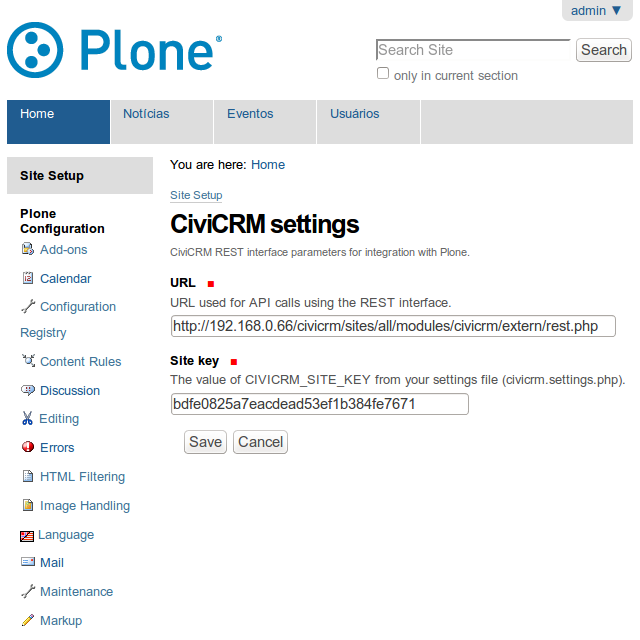 admin ▼
Plone®
Search Site
Search
only in current section
Home
Notícias
Eventos
Usuários
Site Setup
Plone
Configuration
Add-ons
Calendar
Configuration
Registry
Content Rules
Discussion
Editing
Errors
HTML Filtering
Image Handling
Language
Mail
Maintenance
Markup
You are here: Home
Site Setup
CiviCRM settings
CiviCRM REST interface parameters for integration with Plone.
URL
URL used for API calls using the REST interface.
http://192.168.0.66/civicrm/sites/all/modules/civicrm/extern/rest.php
Site key
The value of CIVICRM_SITE_KEY from your settings file (civicrm.settings.php).
bdfe0825a7eacdead53ef1b384fe7671
Save
Cancel